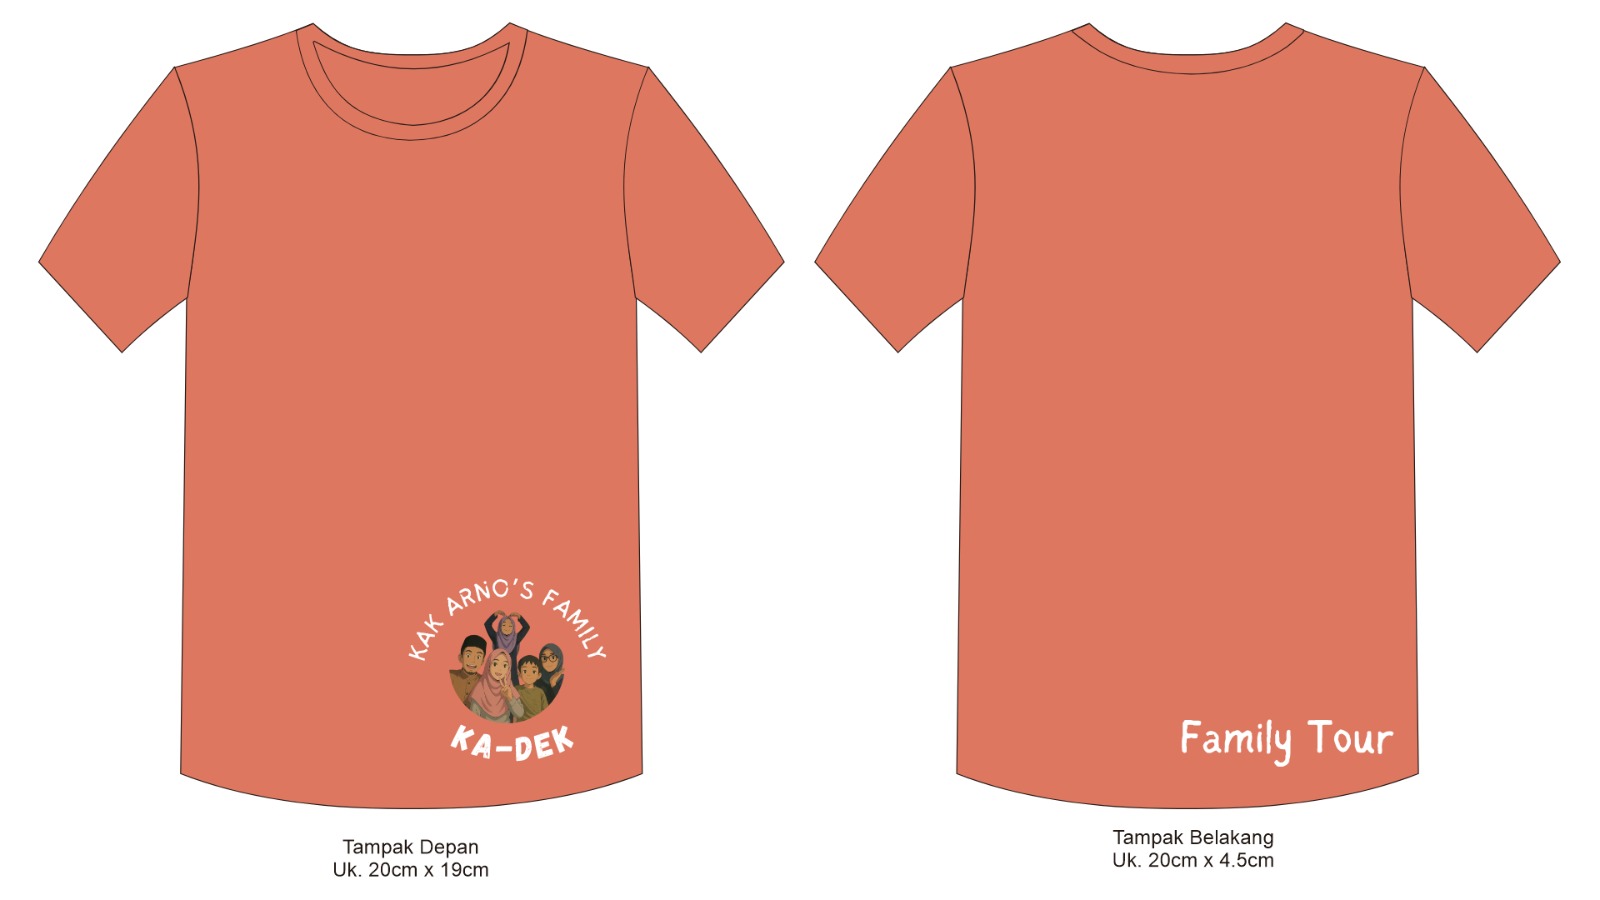 KAK ARNO'S FAMILY
KA-DEK
Tampak Depan
Uk. 20cm x 19cm
Family Tour
Tampak Belakang
Uk. 20cm x 4.5cm